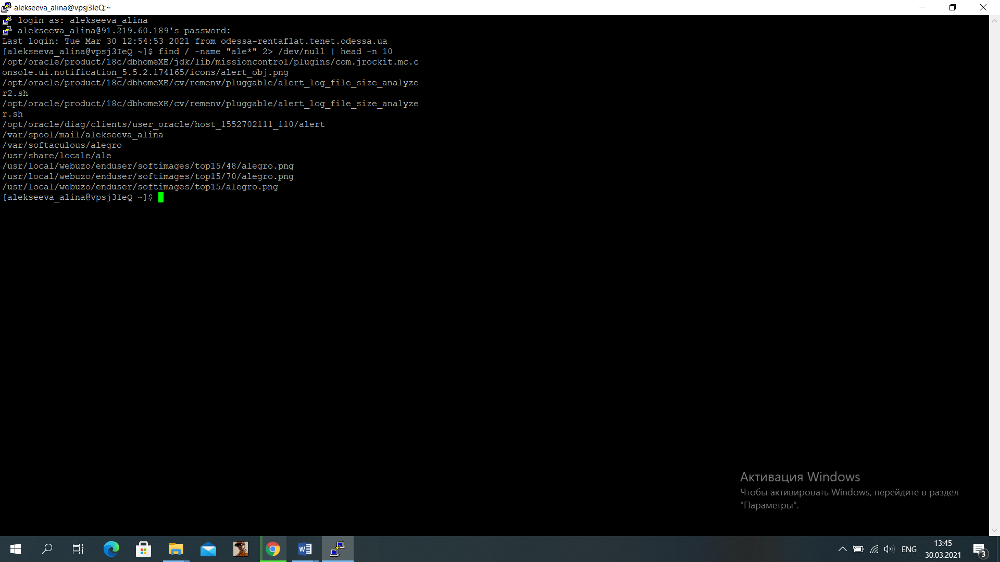 alekseeva_alina@vpsj3IeQ:~
login as: alekseeva_alina
alekseeva_alina@91.219.60.189's password:
Last login: Tue Mar 30 12:54:53 2021 from odessa-rentaflat.tenet.odessa.ua
[alekseeva_alina@vpsj3IeQ ~]$ find / -name "ale*" 2> /dev/null | head -n 10
/opt/oracle/product/18c/dbhomeXE/jdk/lib/missioncontrol/plugins/com.jrockit.mc.c
onsole.ui.notification_5.5.2.174165/icons/alert_obj.png
/opt/oracle/product/18c/dbhomeXE/cv/remenv/pluggable/alert_log_file_size_analyze
r2.sh
/opt/oracle/product/18c/dbhomeXE/cv/remenv/pluggable/alert_log_file_size_analyze
r.sh
/opt/oracle/diag/clients/user_oracle/host_1552702111_110/alert
/var/spool/mail/alekseeva_alina
/var/softaculous/alegro
/usr/share/locale/ale
/usr/local/webuzo/enduser/softimages/top15/48/alegro.png
/usr/local/webuzo/enduser/softimages/top15/70/alegro.png
/usr/local/webuzo/enduser/softimages/top15/alegro.png
[alekseeva_alina@vpsj3IeQ ~]$
Активация Windows
Чтобы активировать Windows, перейдите в раздел
"Параметры".
W
ENG
13:45
30.03.2021
3